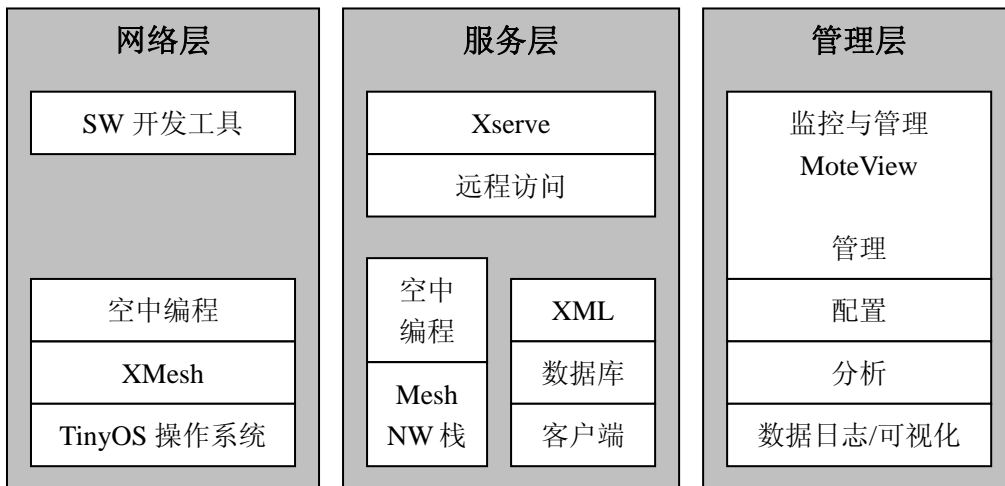 网络层
SW 开发工具
空中编程
XMesh
TinyOS 操作系统
服务层
Xserve
远程访问
空中
编程
Mesh
NW 栈
XML
数据库
客户端
管理层
监控与管理
MoteView
管理
配置
分析
数据日志/可视化